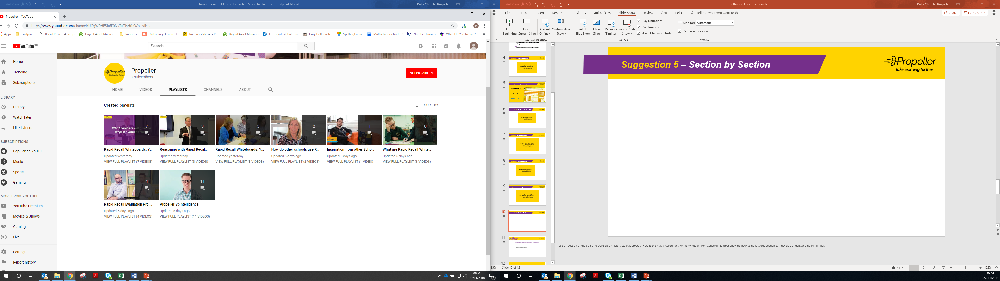 AutoSave Off
Flower Phonics PF1 Time to teach - Saved to OneDrive - Eastpoint Global
Polly Church | Propeller
Propeller - YouTube
https://www.youtube.com/channel/UCgW9HE3it6F0NKRtTJsHfuQ/playlists
P
Apps
Eastpoint
Recall Project 4 Eastp
Digital Asset Manage
Imported
Packaging Design - G
Training Videos ~ Pro
Digital Asset Manage
Eastpoint Global Tea
Gary Hall teacher
SpellingFrame
Maths Games for KS2
Number Frames
What Do You Notice?
»
YouTube GB
Search
Home
Trending
Subscriptions
LIBRARY
History
Watch later
Liked videos
SUBSCRIPTIONS
Popular on YouTu...
Music
Sports
Gaming
MORE FROM YOUTUBE
YouTube Premium
Movies & Shows
Gaming
Live
Settings
Report history
Propeller
Take learning further
Propeller
2 subscribers
SUBSCRIBE 2
HOME
VIDEOS
PLAYLISTS
CHANNELS
ABOUT
Created playlists
SORT BY
7
3
3
2
1
8
Rapid Recall Whiteboards: Y...
Updated yesterday
VIEW FULL PLAYLIST (7 VIDEOS)
Reasoning with Rapid Recal...
Updated yesterday
VIEW FULL PLAYLIST (3 VIDEOS)
Rapid Recall Whiteboards: Y...
Updated yesterday
VIEW FULL PLAYLIST (3 VIDEOS)
How do other schools use R...
Updated 5 days ago
VIEW FULL PLAYLIST (2 VIDEOS)
Inspiration from other Scho...
Updated 5 days ago
VIEW FULL PLAYLIST (1 VIDEO)
What are Rapid Recall White...
Updated 5 days ago
VIEW FULL PLAYLIST (8 VIDEOS)
4
11
Rapid Recall Evaluation Proj...
Updated 5 days ago
VIEW FULL PLAYLIST (4 VIDEOS)
Propeller Spintelligence
Updated 5 days ago
VIEW FULL PLAYLIST (11 VIDEOS)
09:51
27/11/2018
7
AutoSave Off
getting to know the boards
Polly Church | Propeller
File
Home
Insert
Design
Transitions
Animations
Slide Show
Review
View
Help
Tell me what you want to do
Share
Comments
From Beginning
From Current Slide
Present Online
Custom Slide Show
Start Slide Show
Set Up Slide Show
Hide Slide
Rehearse Timings
Record Slide Show
Play Narrations
Use Timings
Show Media Controls
Set Up
Monitor: Automatic
Use Presenter View
Monitors
4
5
6
7
8
9
10
11
12
Suggestion 5 – Section by Section
Propeller
Take learning further
Use on section of the board to develop a mastery style approach. Here is the maths consultant, Anthony Reddy from Sense of Number showing how using just one section can develop understanding of number.
93%
Slide 10 of 12
Notes
102%
09:51
27/11/2018